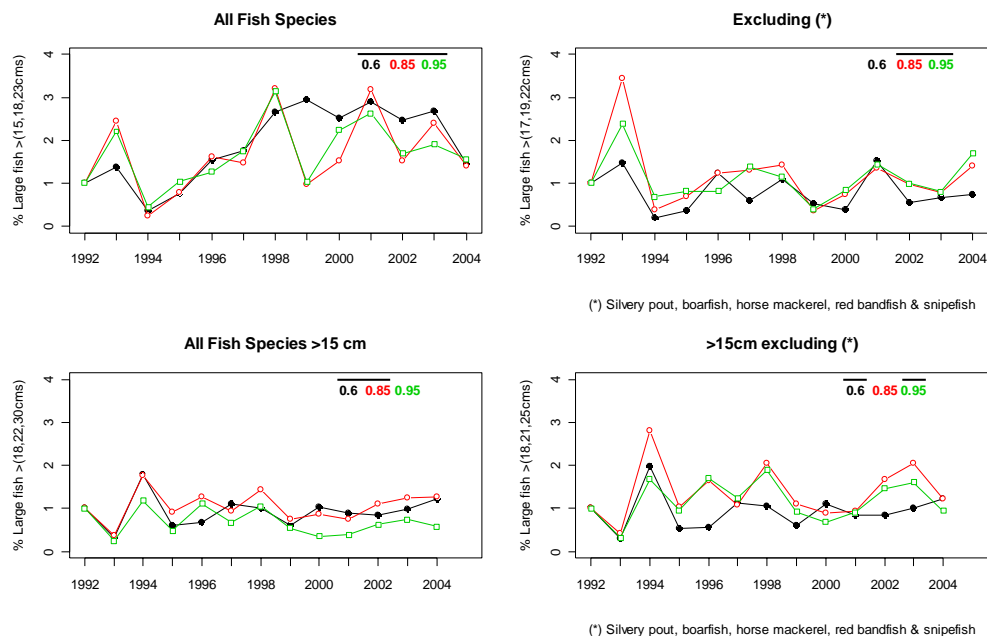 All Fish Species
% Large fish >(15,18,23cms)
4
3
2
1
0
0.6 0.85 0.95
1992 1994 1996 1998 2000 2002 2004
Excluding (*)
% Large fish >(17,19,22cms)
4
3
2
1
0
0.6 0.85 0.95
1992 1994 1996 1998 2000 2002 2004
(*) Silvery pout, boarfish, horse mackerel, red bandfish & snipefish
All Fish Species >15 cm
% Large fish >(18,22,30cms)
4
3
2
1
0
0.6 0.85 0.95
1992 1994 1996 1998 2000 2002 2004
>15cm excluding (*)
% Large fish >(18,21,25cms)
4
3
2
1
0
0.6 0.85 0.95
1992 1994 1996 1998 2000 2002 2004
(*) Silvery pout, boarfish, horse mackerel, red bandfish & snipefish